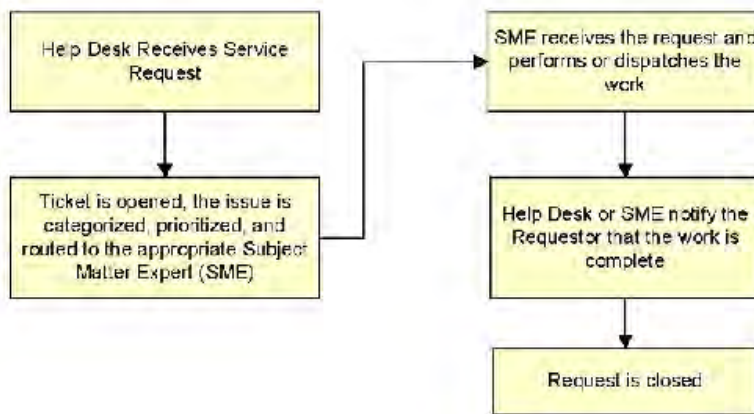 Help Desk Receives Service
Request
Ticket is opened, the issue is
categorized, prioritized, and
routed to the appropriate Subject
Matter Expert (SME)
SME receives the request and
performs or dispatches the
work
Help Desk or SME notify the
Requestor that the work is
complete
Request is closed